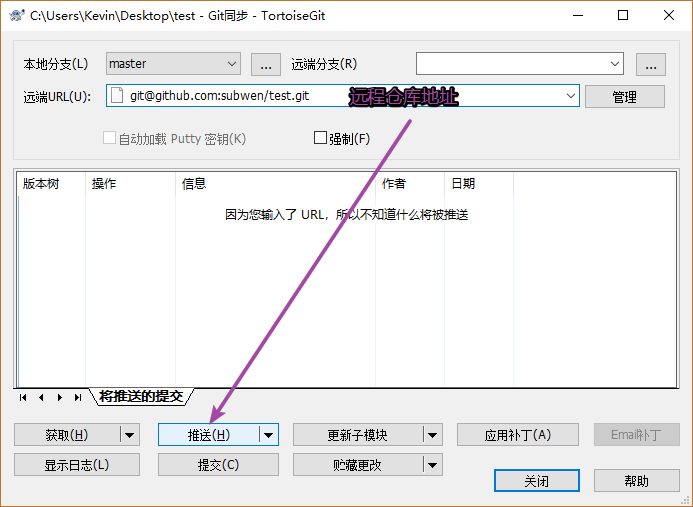 C:\Users\Kevin\Desktop\test - Git同步 - TortoiseGit
本地分支(L) master ... 远端分支(R) ...
远端URL(U): git@github.com:subwen/test.git 远程仓库地址 管理
自动加载 Putty 密钥(K) 强制(F)
版本树 操作 信息 作者 日期
因为您输入了 URL，所以不知道什么将被推送
将推送的提交
获取(H) 推送(H) 更新子模块 应用补丁(A) Email补丁
显示日志(L) 提交(C) 贮藏更改
关闭 帮助